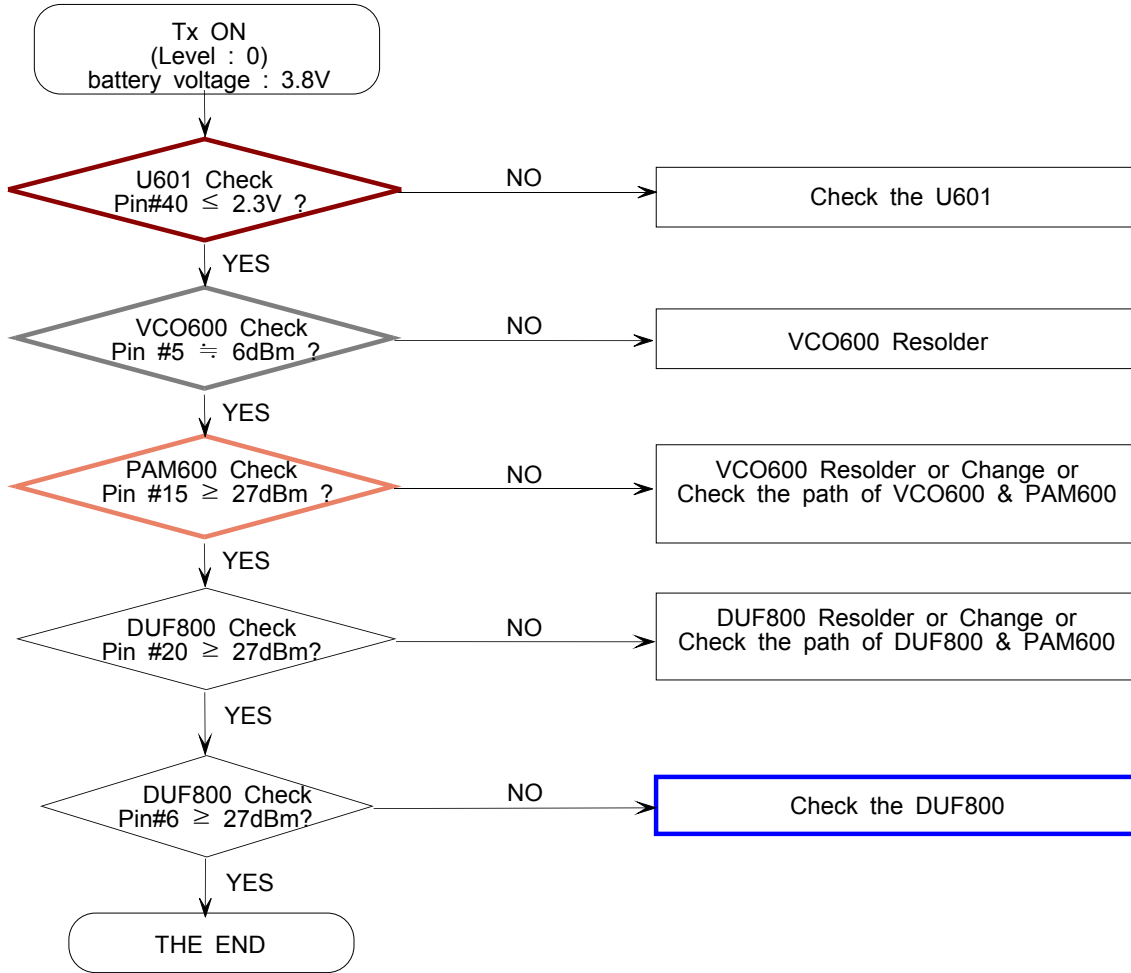 Tx ON
(Level : 0)
battery voltage : 3.8V
U601 Check
Pin#40 ≤ 2.3V ?
NO
Check the U601
YES
VCO600 Check
Pin #5 ≒ 6dBm ?
NO
VCO600 Resolder
YES
PAM600 Check
Pin #15 ≥ 27dBm ?
NO
VCO600 Resolder or Change or
Check the path of VCO600 & PAM600
YES
DUF800 Check
Pin #20 ≥ 27dBm?
NO
DUF800 Resolder or Change or
Check the path of DUF800 & PAM600
YES
DUF800 Check
Pin#6 ≥ 27dBm?
NO
Check the DUF800
YES
THE END